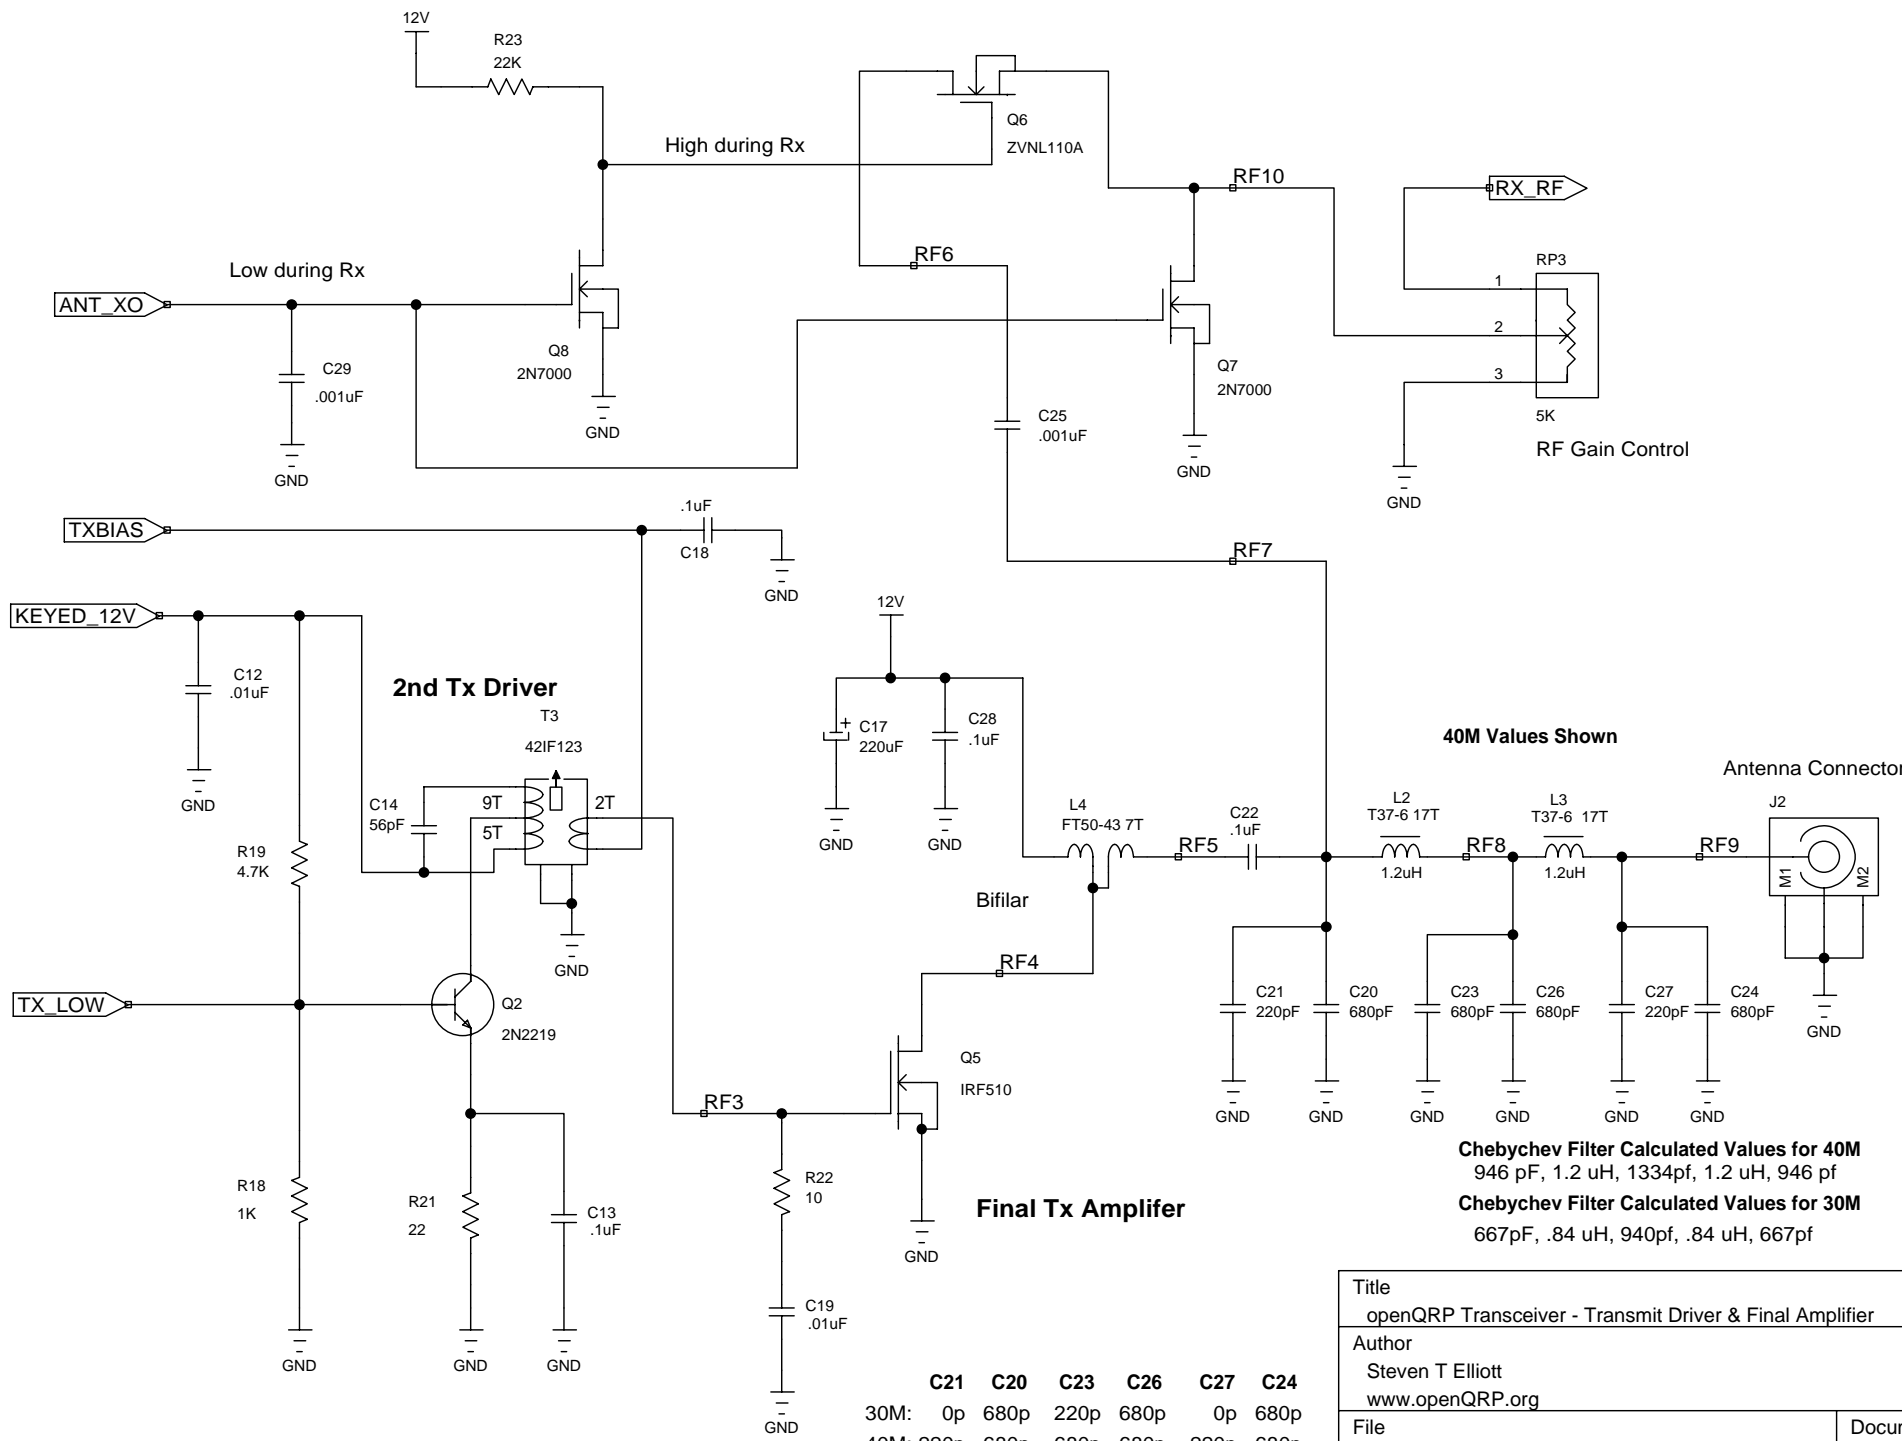 12V
R23
22K
Q6
ZVNL110A
High during Rx
RF10
RX_RF
RF6
Low during Rx
RP3
ANT_XO
1
2
3
Q8
2N7000
GND
C29
.001uF
GND
Q7
2N7000
GND
C25
.001uF
5K
RF Gain Control
GND
TXBIAS
.1uF
C18
GND
RF7
KEYED_12V
12V
C12
.01uF
GND
2nd Tx Driver
T3
42IF123
C14
56pF
9T
5T
2T
GND
C17
220uF
GND
C28
.1uF
GND
40M Values Shown
Antenna Connector
J2
M1
M2
GND
L4
FT50-43 7T
Bifilar
RF5
C22
.1uF
L2
T37-6 17T
1.2uH
RF8
L3
T37-6 17T
1.2uH
RF9
R19
4.7K
RF4
TX_LOW
Q2
2N2219
C21
220pF
C20
680pF
C23
680pF
C26
680pF
C27
220pF
C24
680pF
GND
GND
GND
GND
GND
GND
Q5
IRF510
RF3
Chebychev Filter Calculated Values for 40M
946 pF, 1.2 uH, 1334pf, 1.2 uH, 946 pf
Chebychev Filter Calculated Values for 30M
667pF, .84 uH, 940pf, .84 uH, 667pf
R18
1K
R21
22
C13
.1uF
R22
10
Final Tx Amplifer
GND
C19
.01uF
GND
GND
GND
GND
Title
openQRP Transceiver - Transmit Driver & Final Amplifier
Author
Steven T Elliott
www.openQRP.org
File
C21 C20 C23 C26 C27 C24
30M: 0p 680p 220p 680p 0p 680p
40M: 220p 680p 680p 680p 220p 680p